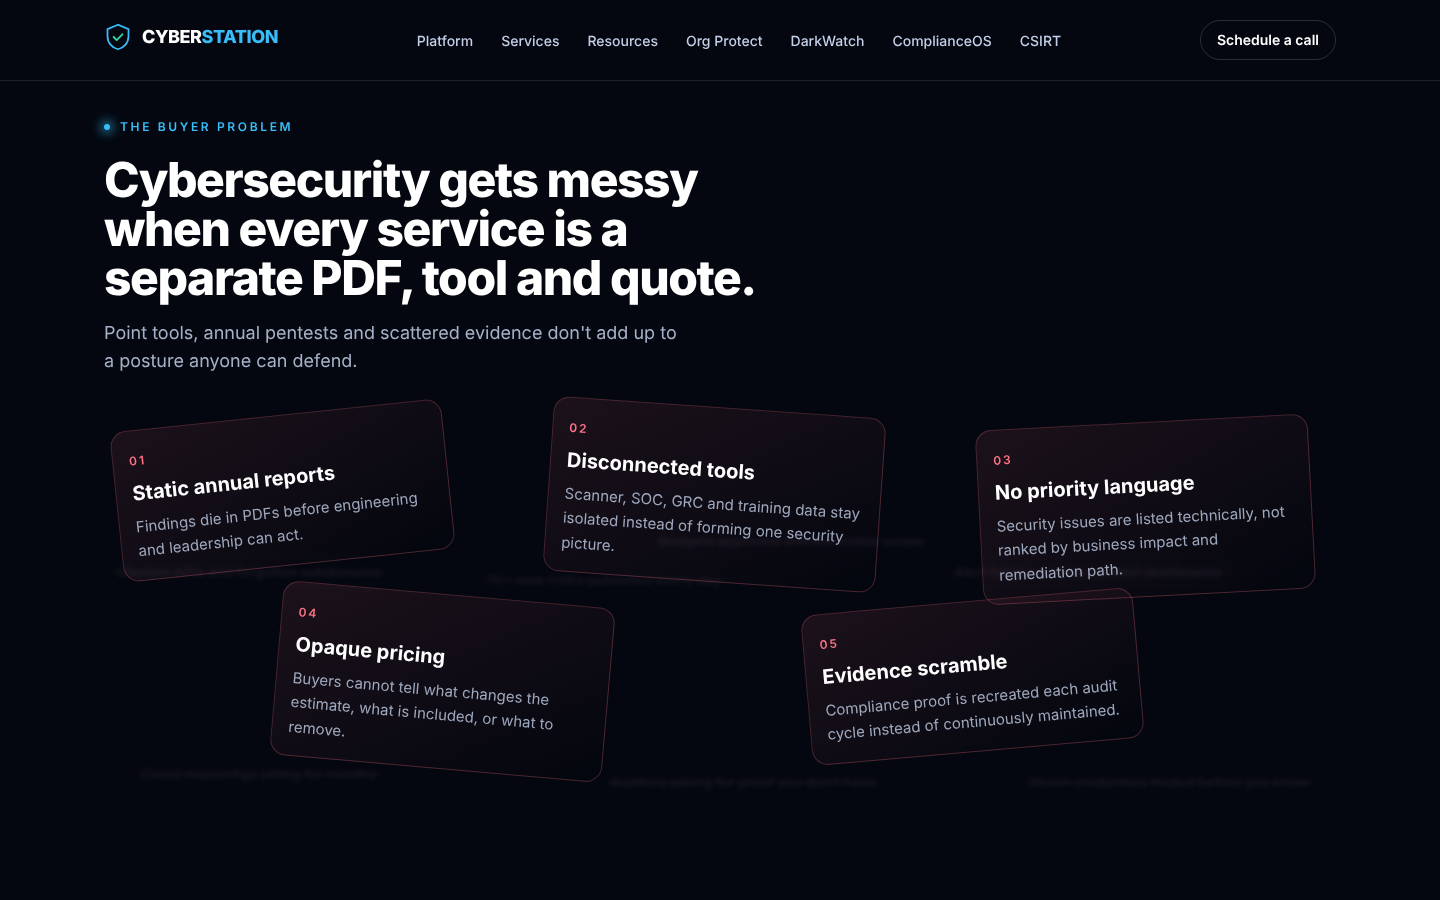 CYBERSTATION
Platform
Services
Resources
Org Protect
DarkWatch
ComplianceOS
CSIRT
Schedule a call
THE BUYER PROBLEM
Cybersecurity gets messy
when every service is a
separate PDF, tool and quote.
Point tools, annual pentests and scattered evidence don't add up to
a posture anyone can defend.
01
Static annual reports
Findings die in PDFs before engineering
and leadership can act.
02
Disconnected tools
Scanner, SOC, GRC and training data stay
isolated instead of forming one security
picture.
03
No priority language
Security issues are listed technically, not
ranked by business impact and
remediation path.
04
Opaque pricing
Buyers cannot tell what changes the
estimate, what is included, or what to
remove.
05
Evidence scramble
Compliance proof is recreated each audit
cycle instead of continuously maintained.